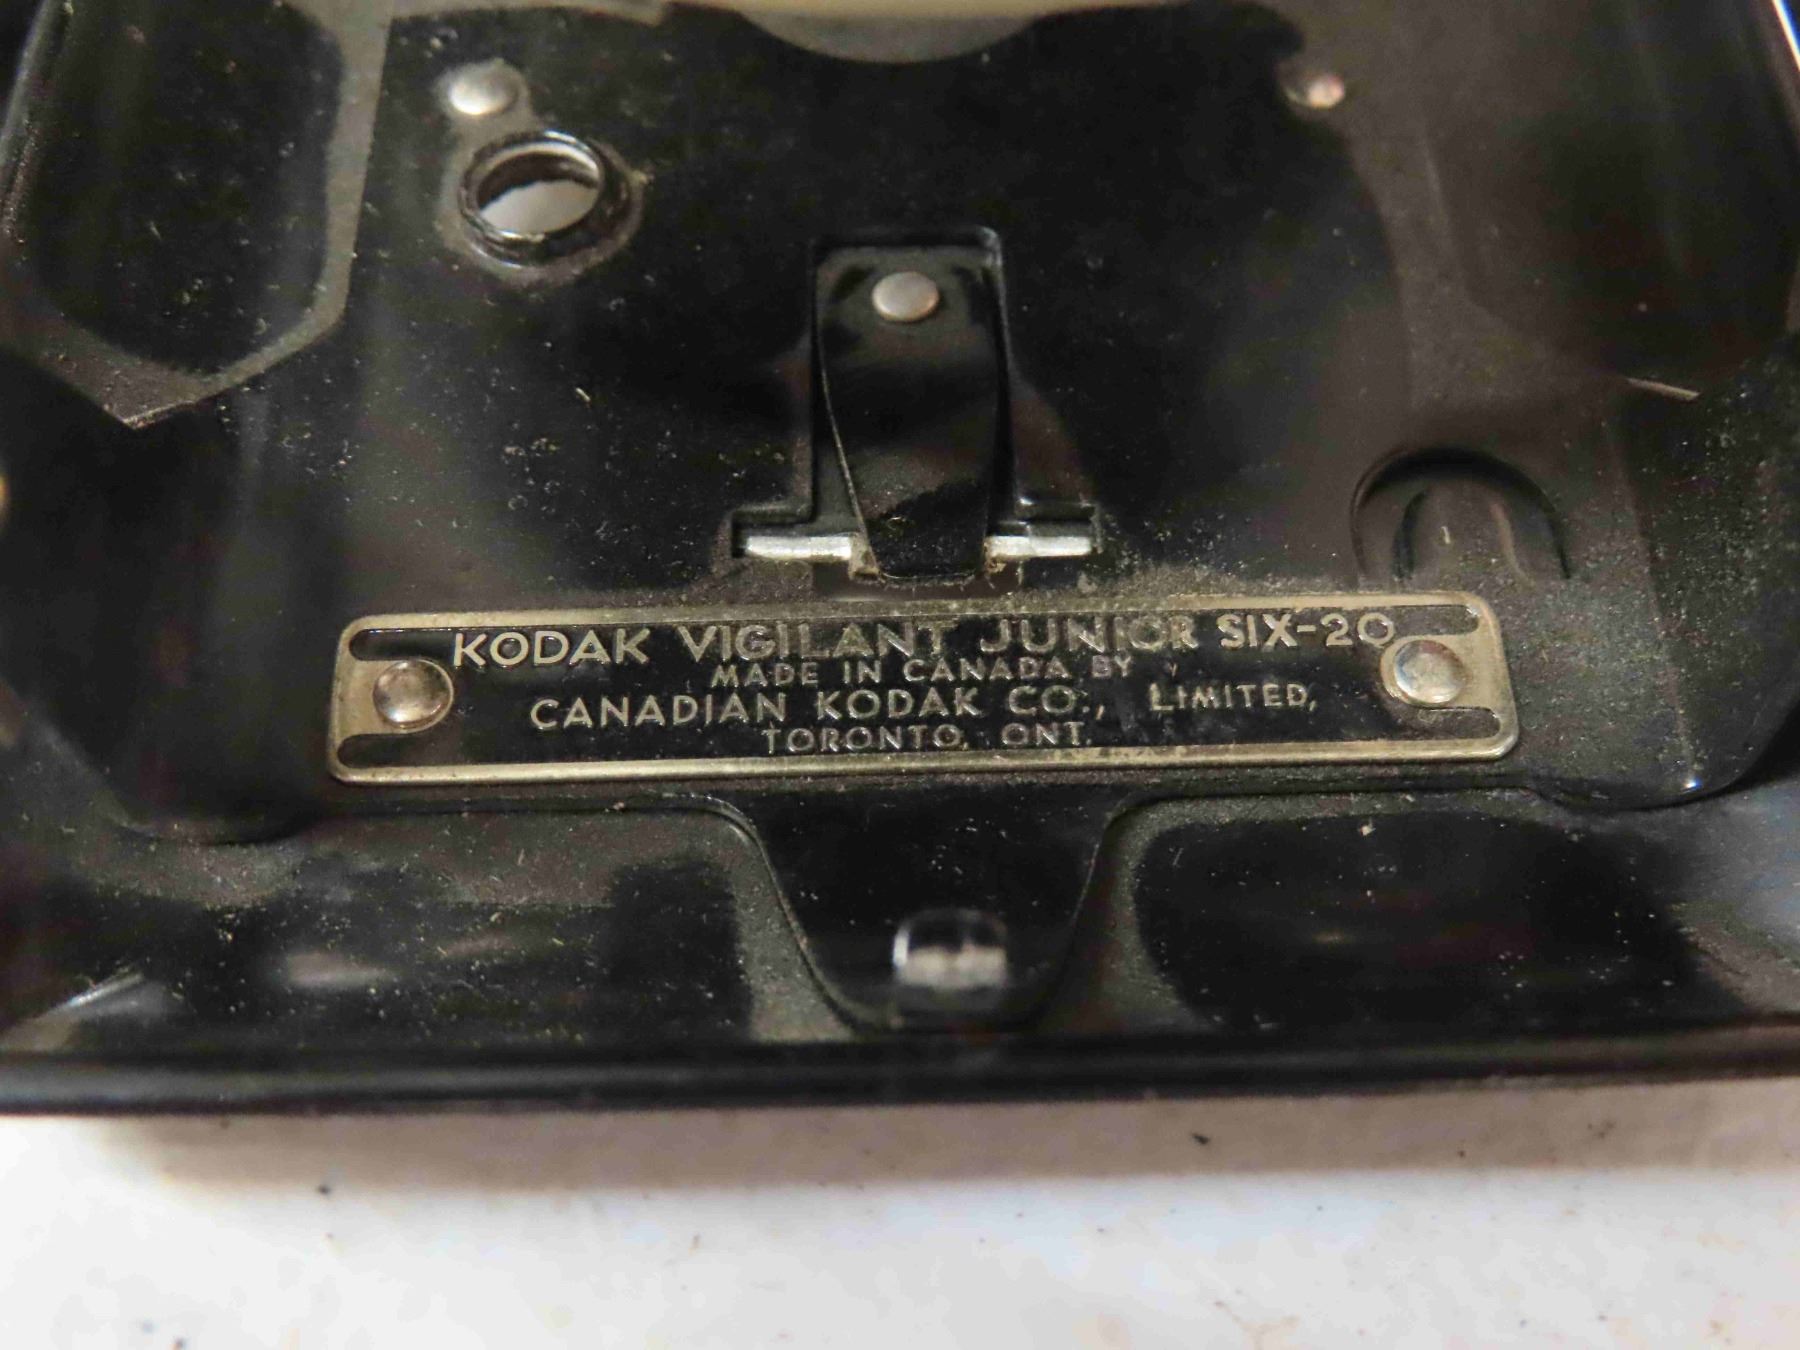 KODAK VIGILANT JUNIOR SIX-20
MADE IN CANADA BY
CANADIAN KODAK CO., LIMITED,
TORONTO, ONT.